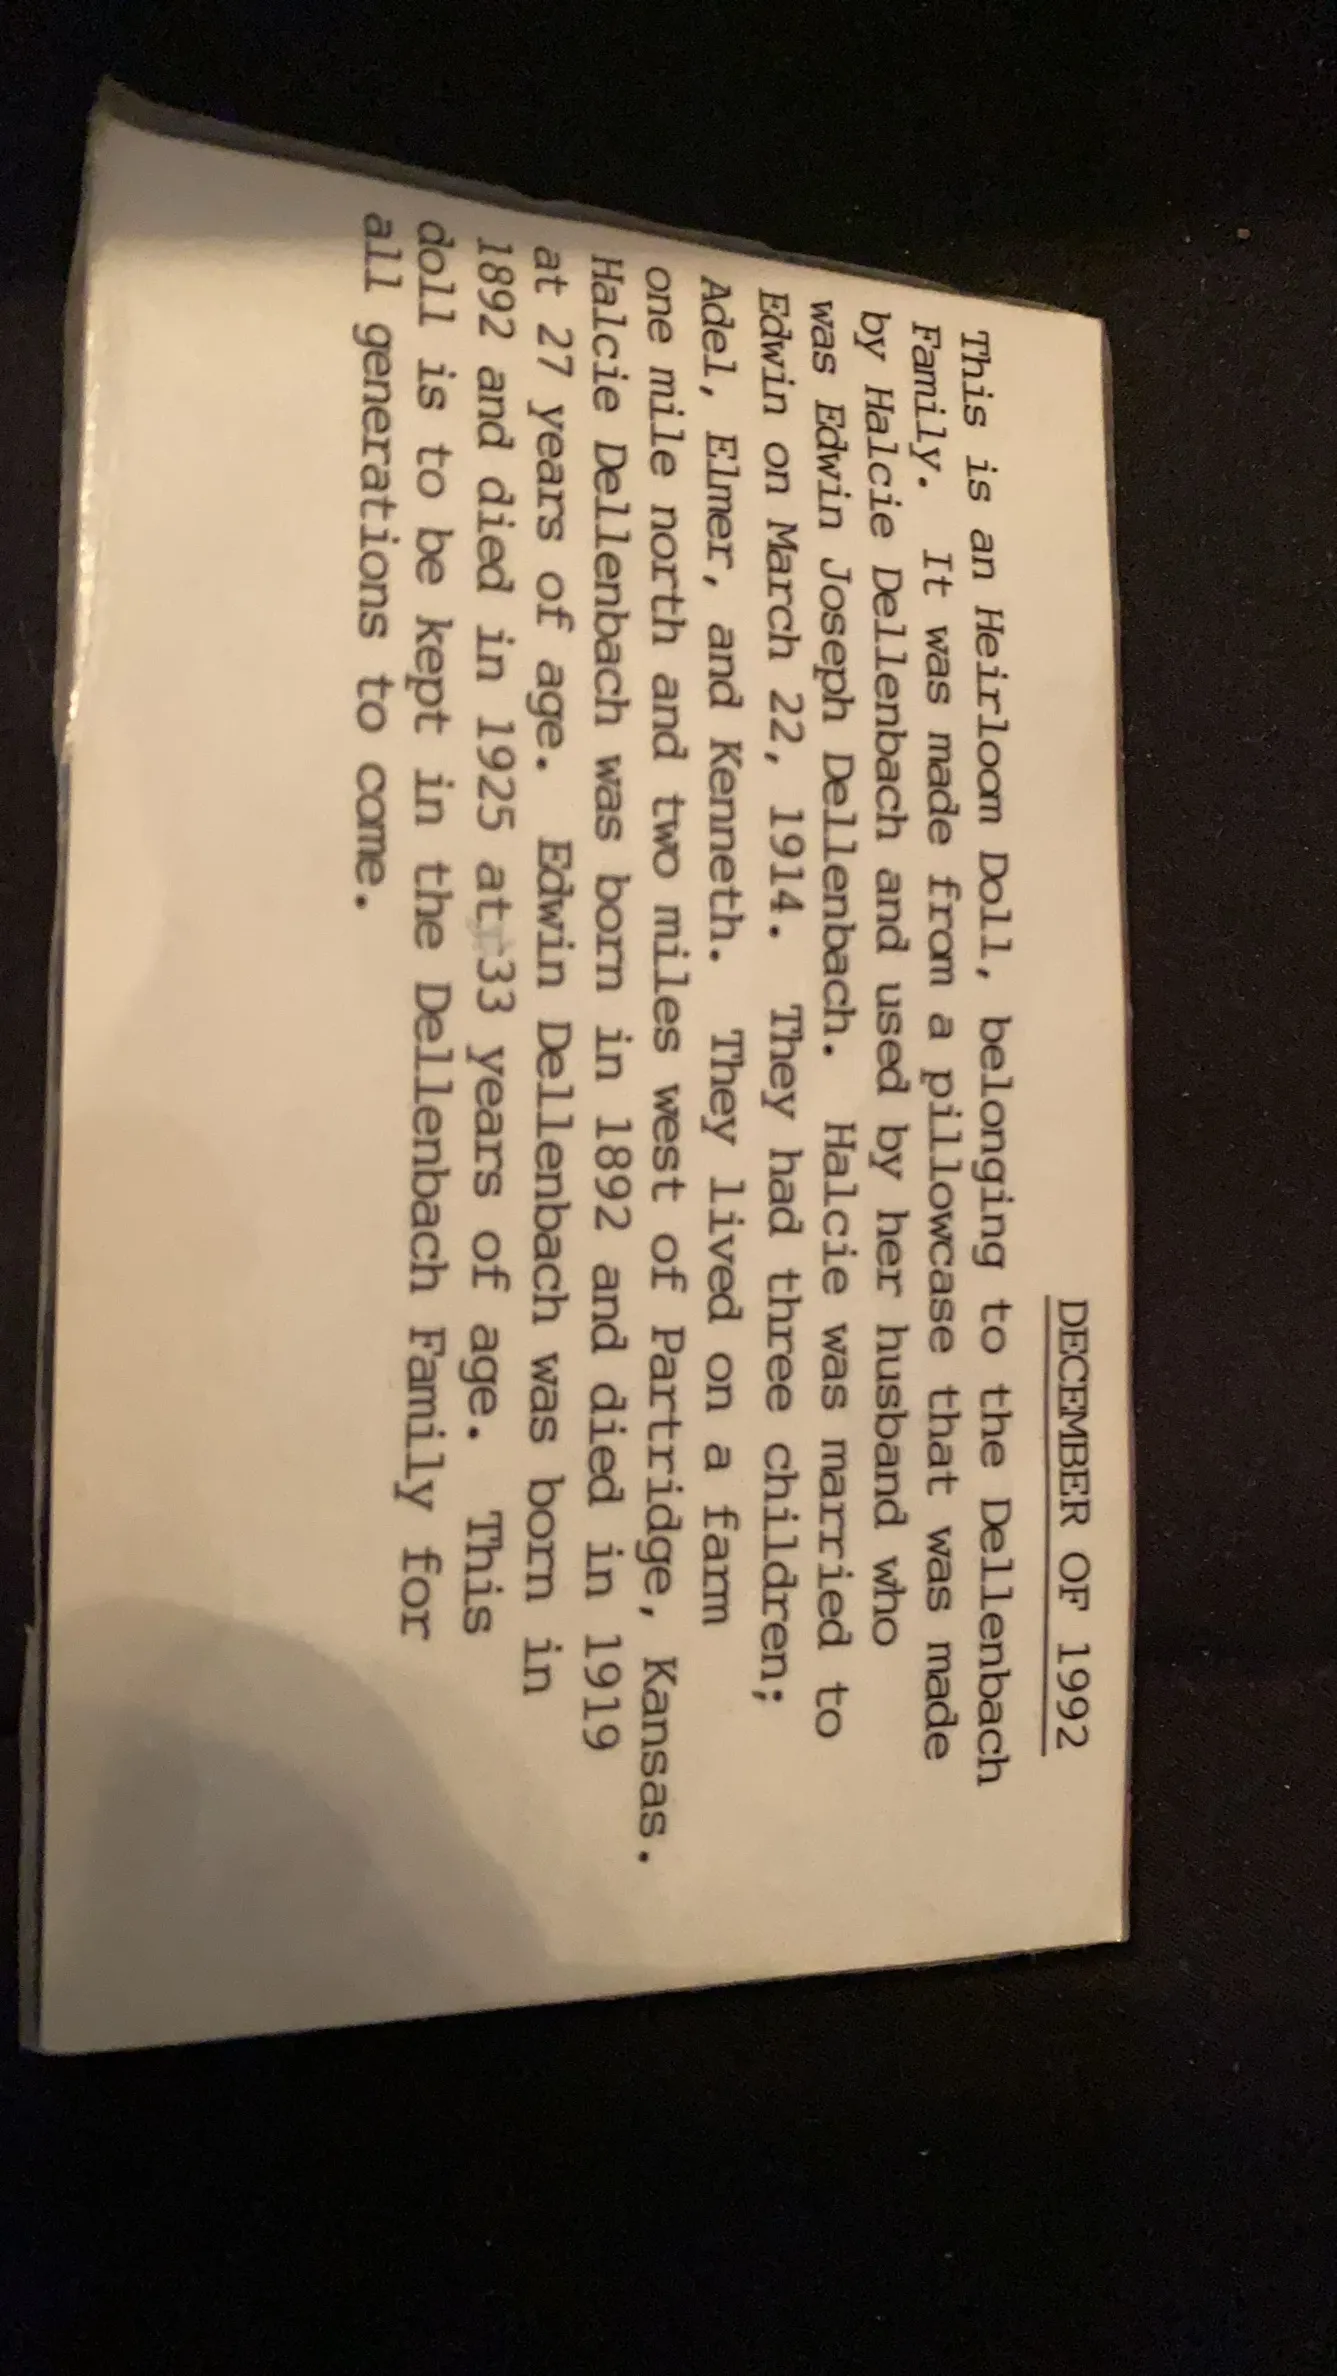 DECEMBER OF 1992
This is an Heirloom Doll, belonging to the Dellenbach
Family. It was made from a pillowcase that was made
by Halcie Dellenbach and used by her husband who
was Edwin Joseph Dellenbach. Halcie was married to
Edwin on March 22, 1914. They had three children;
Adel, Elmer, and Kenneth. They lived on a farm
one mile north and two miles west of Partridge, Kansas.
Halcie Dellenbach was born in 1892 and died in 1919
at 27 years of age. Edwin Dellenbach was born in
1892 and died in 1925 at 33 years of age. This
doll is to be kept in the Dellenbach Family for
all generations to come.